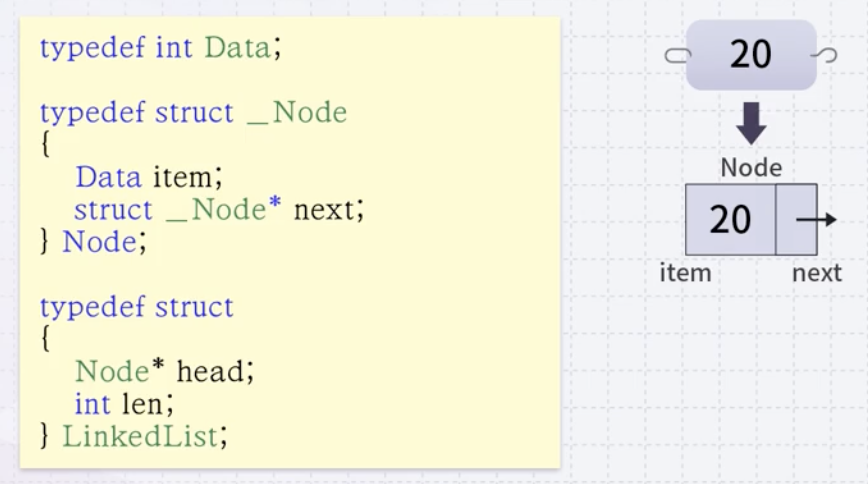 typedef int Data;
typedef struct _Node
{
Data item;
struct _Node* next;
} Node;
typedef struct
{
Node* head;
int len;
} LinkedList;
20
Node
20
item next